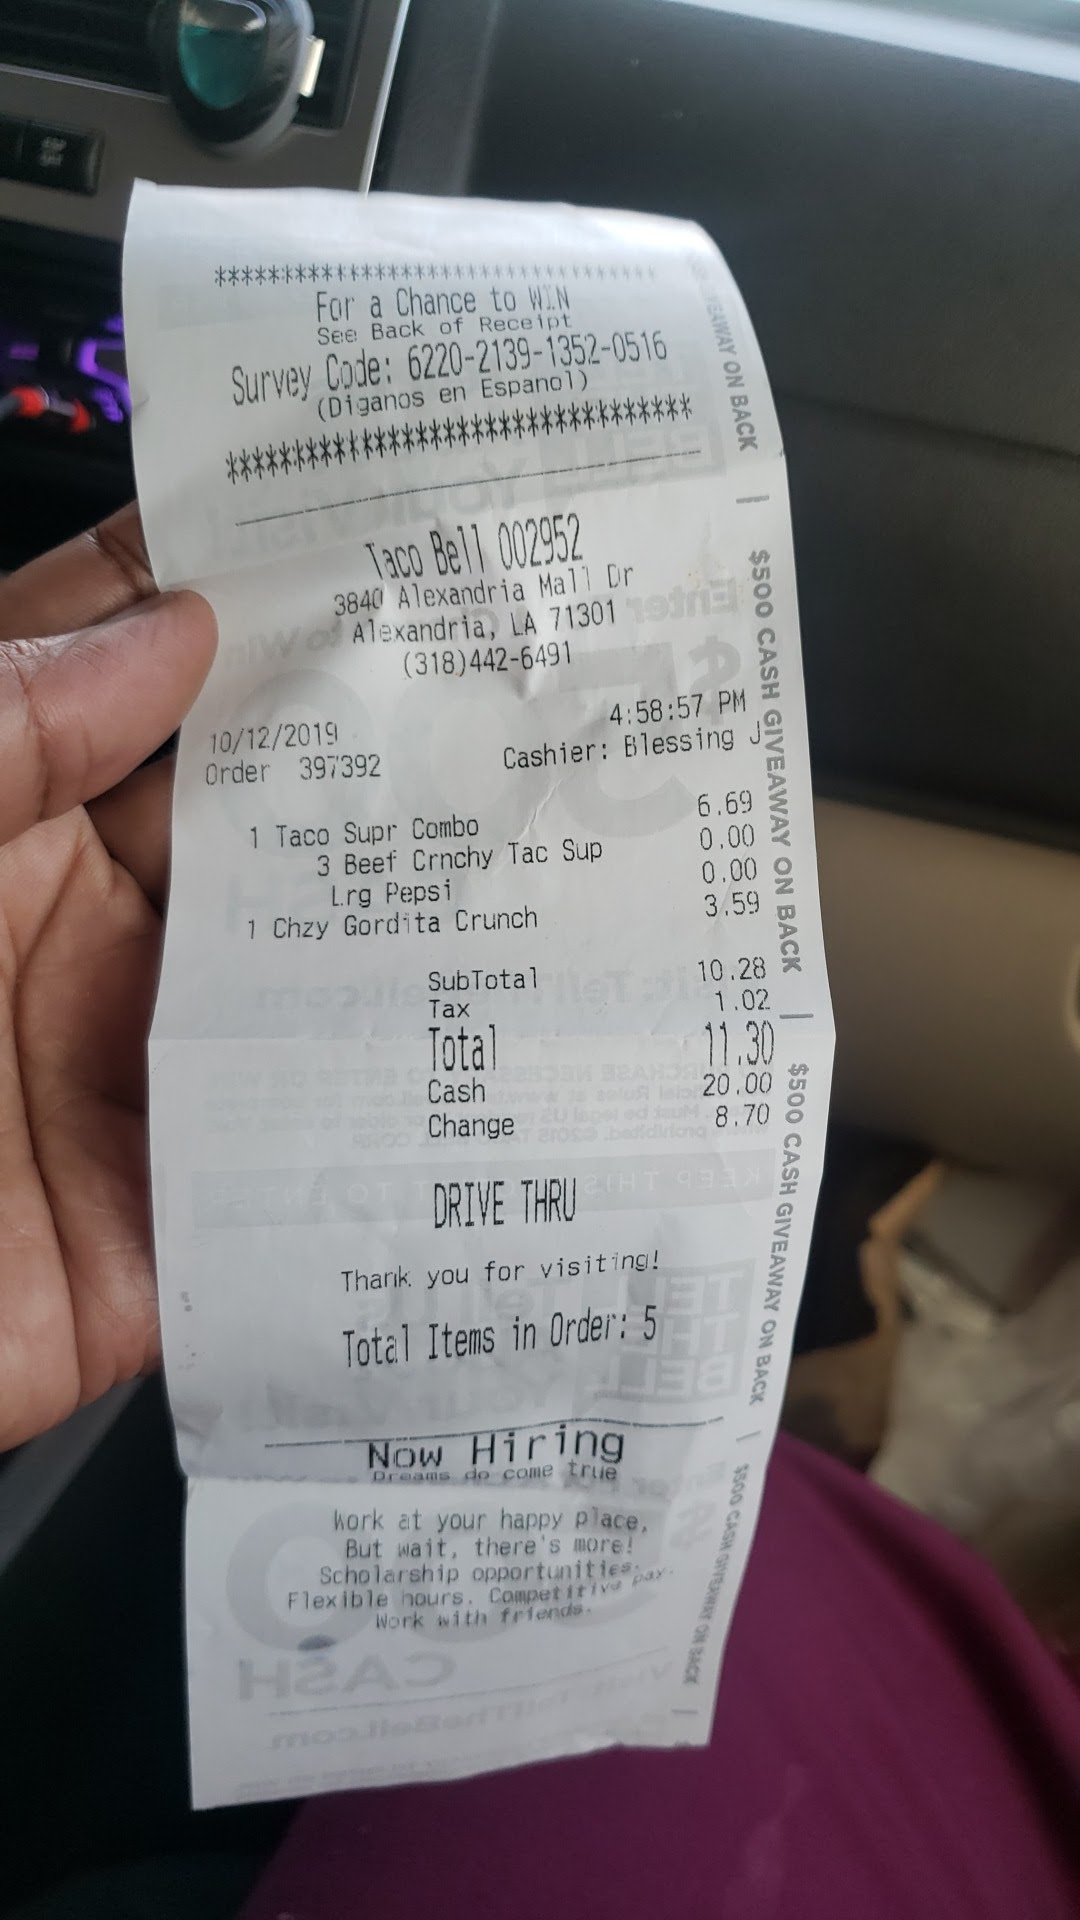 *********************************
For a Chance to WIN
See Back of Receipt
Survey Code: 6220-2139-1352-0516
(Diganos en Espanol)
*********************************
Taco Bell 002952
3840 Alexandria Mall Dr
Alexandria, LA 71301
(318)442-6491
10/12/2019 4:58:57 PM
Order 397392 Cashier: Blessing J
1 Taco Supr Combo 6.69
3 Beef Crnchy Tac Sup 0.00
Lrg Pepsi 0.00
1 Chzy Gordita Crunch 3.59
SubTotal 10.28
Tax 1.02
Total 11.30
Cash 20.00
Change 8.70
DRIVE THRU
Thank you for visiting!
Total Items in Order: 5
Now Hiring
Dreams do come true
Work at your happy place,
But wait, there's more!
Scholarship opportunities.
Flexible hours. Competitive pay.
Work with friends.
GIVEAWAY ON BACK |
$500 CASH GIVEAWAY ON BACK |
$500 CASH GIVEAWAY ON BACK |
$500 CASH GIVEAWAY ON BACK |